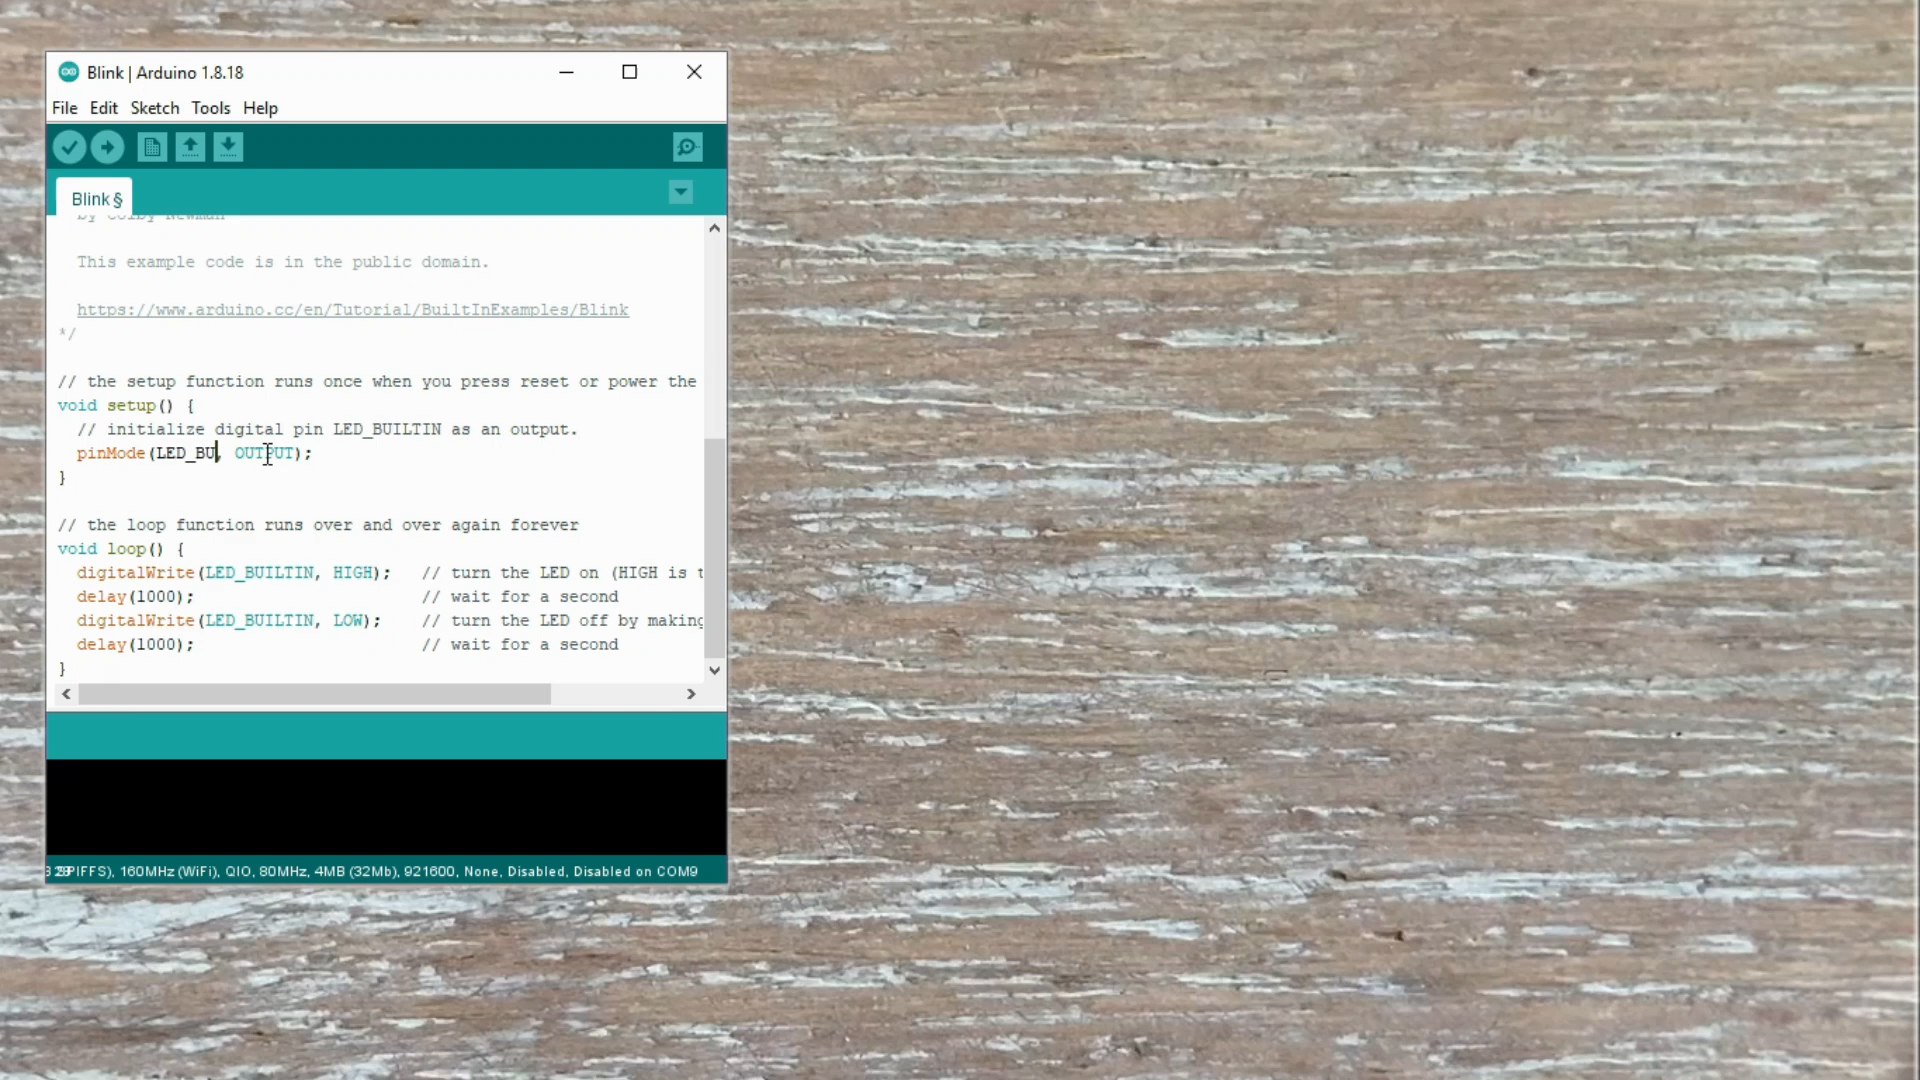 Blink | Arduino 1.8.18
File Edit Sketch Tools Help
Blink §
by Colby Newman
This example code is in the public domain.
https://www.arduino.cc/en/Tutorial/BuiltInExamples/Blink
*/
// the setup function runs once when you press reset or power the
void setup() {
// initialize digital pin LED_BUILTIN as an output.
pinMode(LED_BU, OUTPUT);
}
// the loop function runs over and over again forever
void loop() {
digitalWrite(LED_BUILTIN, HIGH); // turn the LED on (HIGH is t
delay(1000); // wait for a second
digitalWrite(LED_BUILTIN, LOW); // turn the LED off by making
delay(1000); // wait for a second
}
SPIFFS), 160MHz (WiFi), QIO, 80MHz, 4MB (32Mb), 921600, None, Disabled, Disabled on COM9